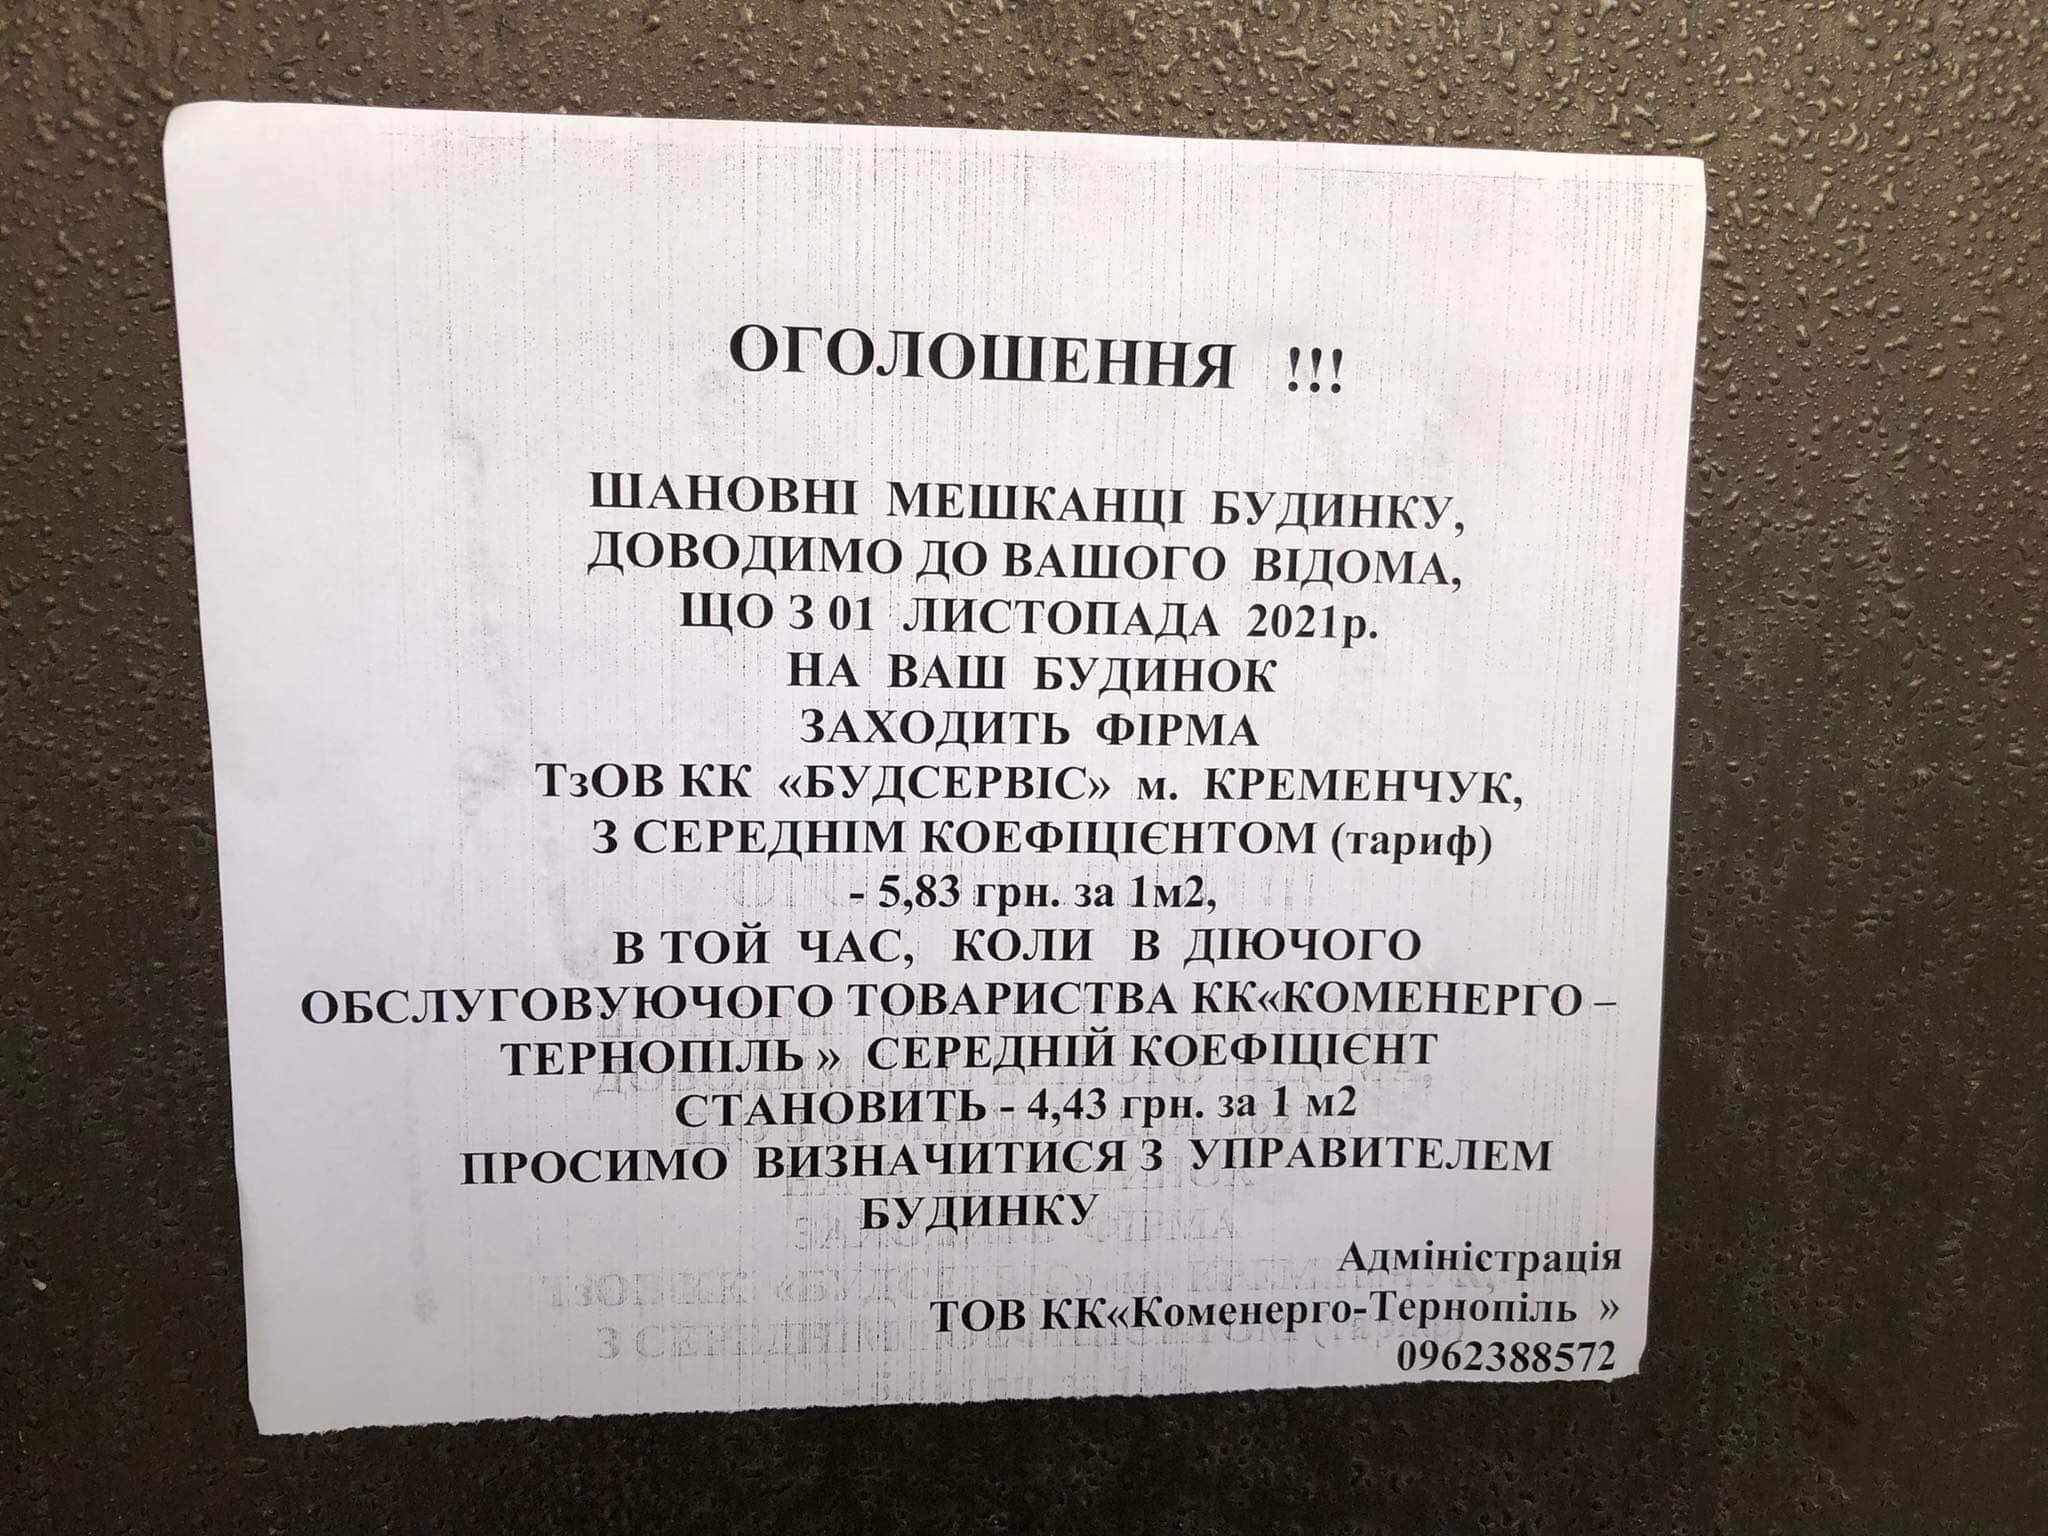 ОГОЛОШЕННЯ !!!
ШАНОВНІ МЕШКАНЦІ БУДИНКУ,
ДОВОДИМО ДО ВАШОГО ВІДОМА,
ЩО З 01 ЛИСТОПАДА 2021р.
НА ВАШ БУДИНОК
ЗАХОДИТЬ ФІРМА
ТзОВ КК «БУДСЕРВІС» м. КРЕМЕНЧУК,
З СЕРЕДНІМ КОЕФІЦІЄНТОМ (тариф)
- 5,83 грн. за 1м2,
В ТОЙ ЧАС, КОЛИ В ДІЮЧОГО
ОБСЛУГОВУЮЧОГО ТОВАРИСТВА КК«КОМЕНЕРГО –
ТЕРНОПІЛЬ » СЕРЕДНІЙ КОЕФІЦІЄНТ
СТАНОВИТЬ - 4,43 грн. за 1 м2
ПРОСИМО ВИЗНАЧИТИСЯ З УПРАВИТЕЛЕМ
БУДИНКУ
Адміністрація
ТОВ КК«Коменерго-Тернопіль »
0962388572